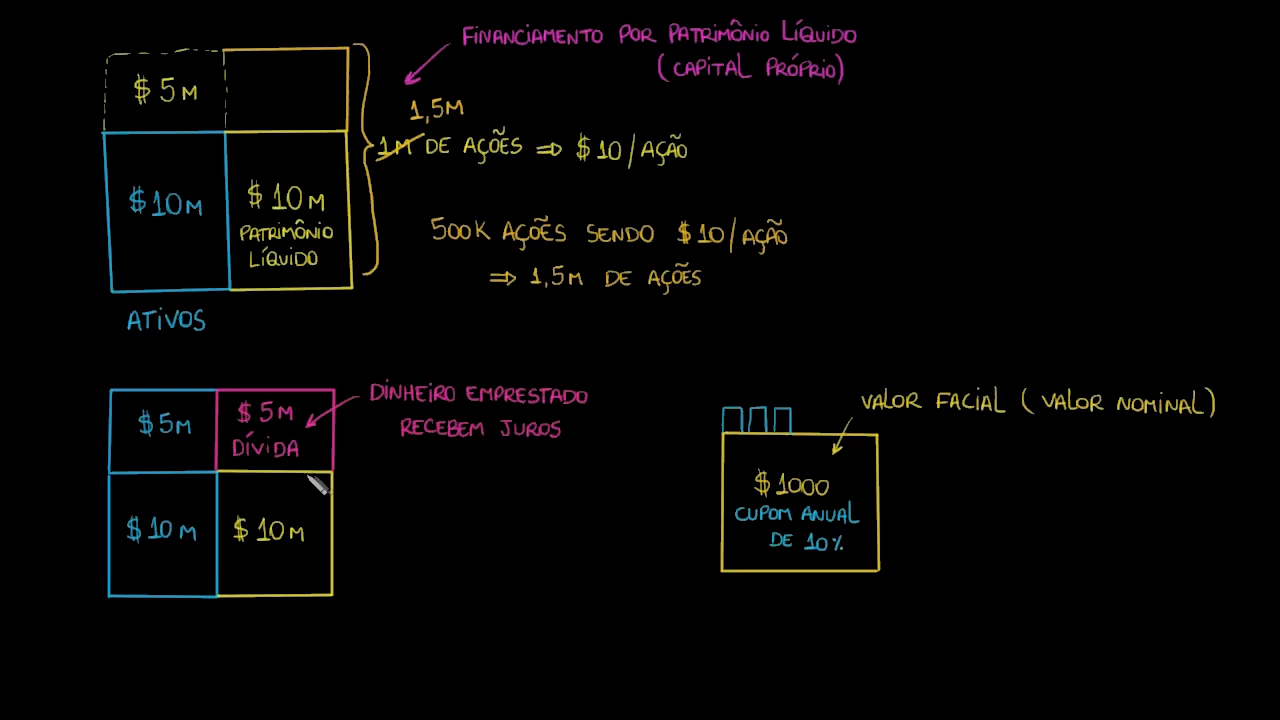 FINANCIAMENTO POR PATRIMÔNIO LÍQUIDO
(CAPITAL PRÓPRIO)
$ 5M
1,5M
1M DE AÇÕES ⇒ $10/AÇÃO
$10M
$10M
PATRIMÔNIO
LÍQUIDO
500K AÇÕES SENDO $10/AÇÃO
⇒ 1,5M DE AÇÕES
ATIVOS
$5M
$5M
DÍVIDA
DINHEIRO EMPRESTADO
RECEBEM JUROS
$10M
$10M
VALOR FACIAL (VALOR NOMINAL)
$1000
CUPOM ANUAL
DE 10%